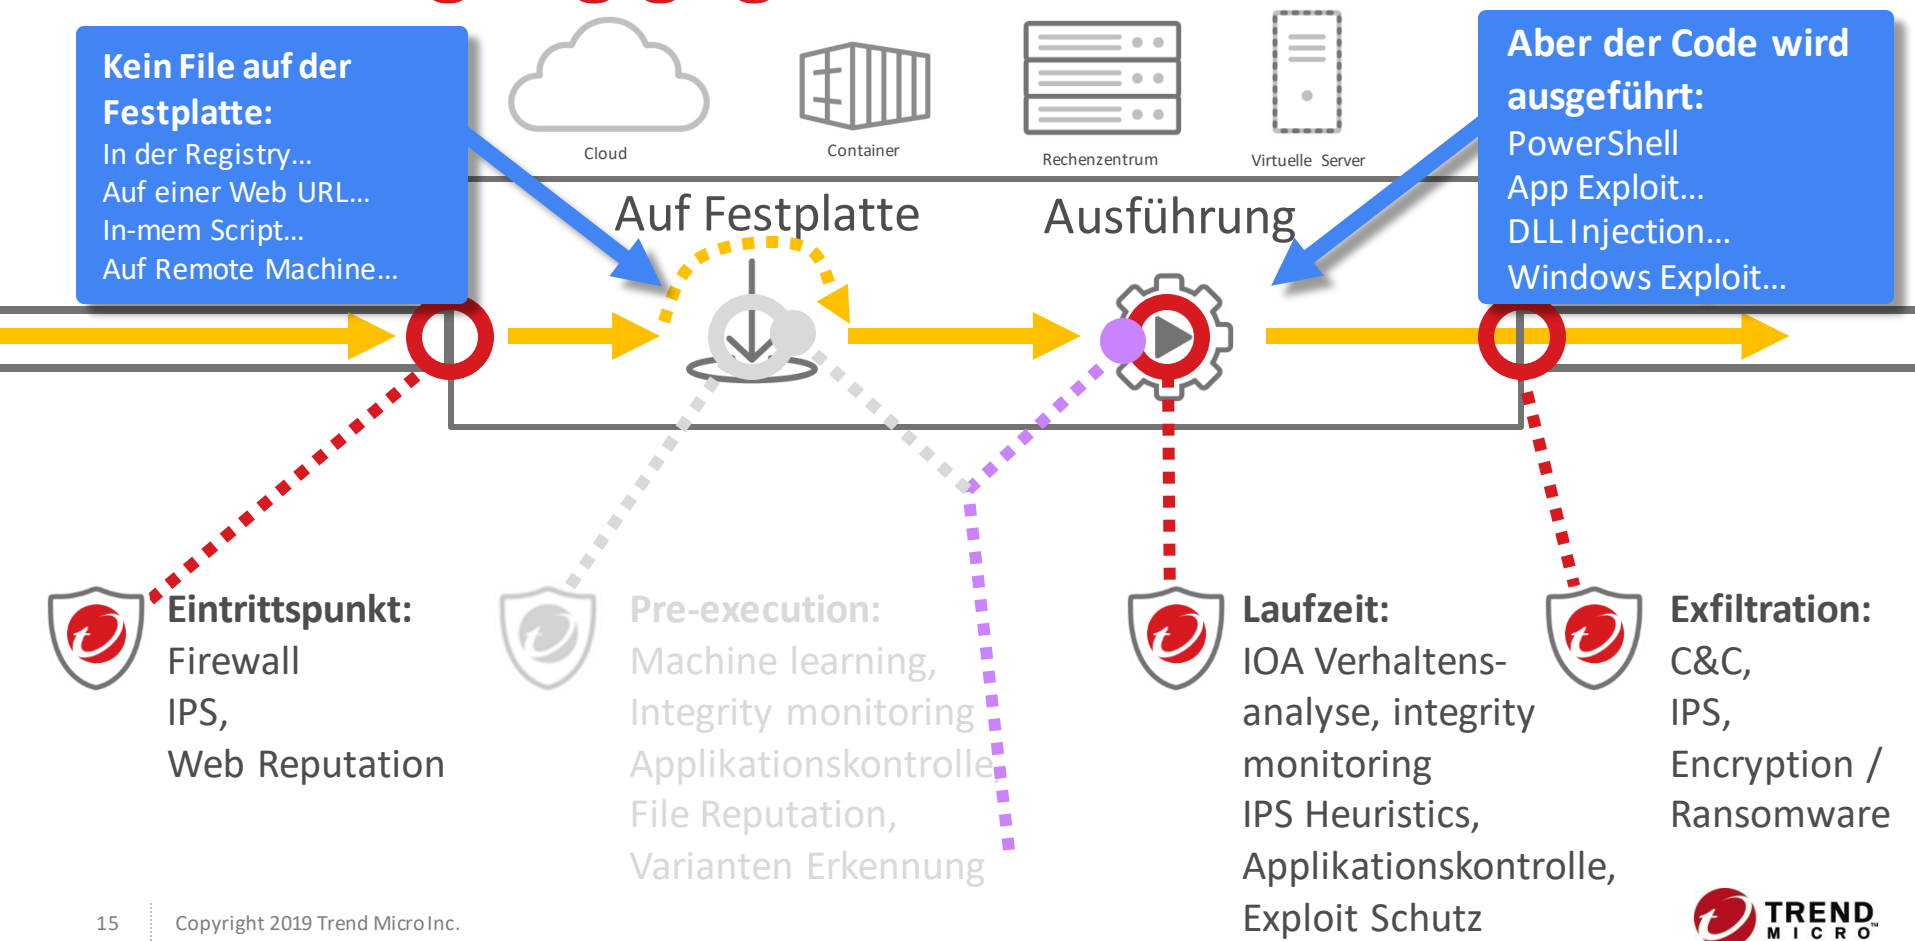 Kein File auf der
Festplatte:
In der Registry...
Auf einer Web URL...
In-mem Script...
Auf Remote Machine...
Cloud
Container
Rechenzentrum
Virtuelle Server
Aber der Code wird
ausgeführt:
PowerShell
App Exploit...
DLL Injection...
Windows Exploit...
Auf Festplatte
Ausführung
Eintrittspunkt:
Firewall
IPS,
Web Reputation
Pre-execution:
Machine learning,
Integrity monitoring
Applikationskontrolle,
File Reputation,
Varianten Erkennung
Laufzeit:
IOA Verhaltens-
analyse, integrity
monitoring
IPS Heuristics,
Applikationskontrolle,
Exploit Schutz
Exfiltration:
C&C,
IPS,
Encryption /
Ransomware
15
Copyright 2019 Trend Micro Inc.
TREND
MICRO™